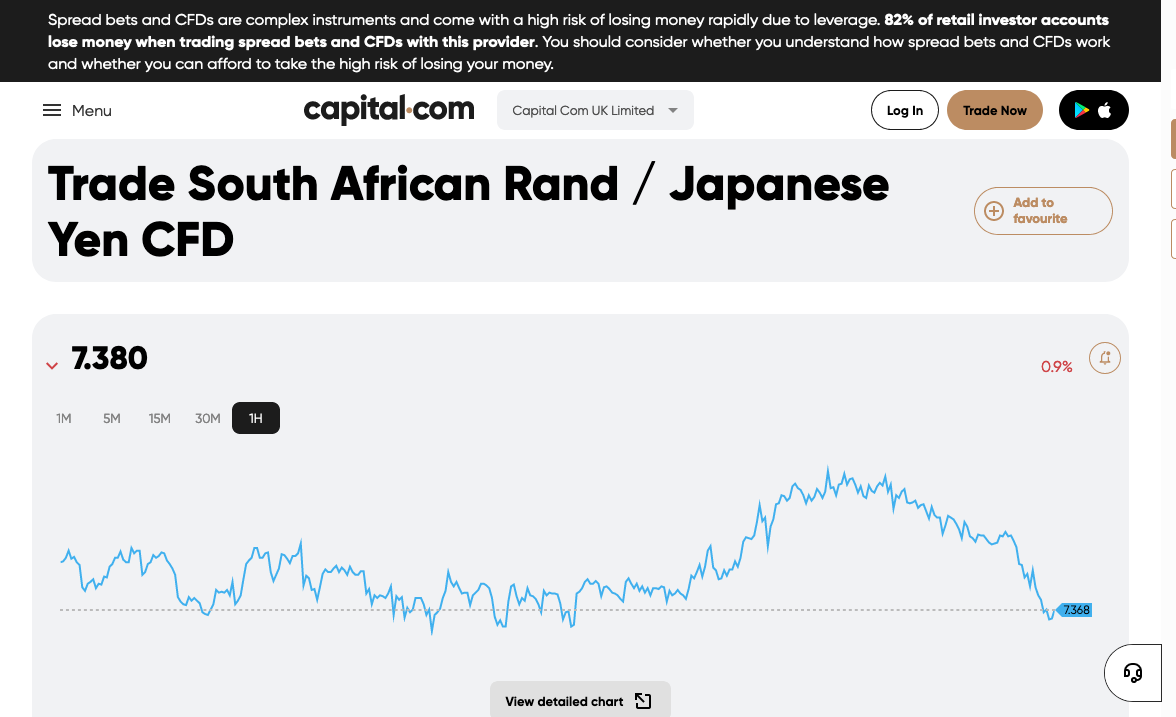 Spread bets and CFDs are complex instruments and come with a high risk of losing money rapidly due to leverage. 82% of retail investor accounts
lose money when trading spread bets and CFDs with this provider. You should consider whether you understand how spread bets and CFDs work
and whether you can afford to take the high risk of losing your money.
Menu
capital.com
Capital Com UK Limited
Log In
Trade Now
Trade South African Rand / Japanese
Yen CFD
Add to
favourite
7.380
0.9%
1M 5M 15M 30M 1H
7.368
View detailed chart